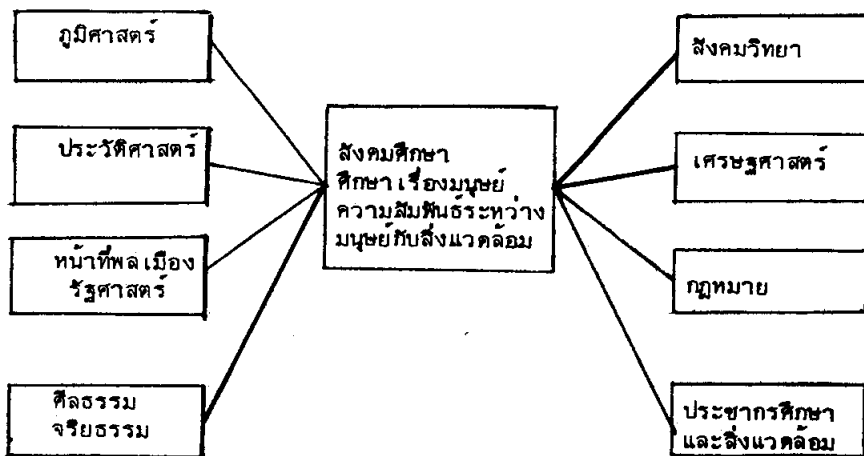 ภูมิศาสตร์
ประวัติศาสตร์
หน้าที่พลเมือง
รัฐศาสตร์
ศีลธรรม
จริยธรรม
สังคมศึกษา
ศึกษาเรื่องมนุษย์
ความสัมพันธ์ระหว่าง
มนุษย์กับสิ่งแวดล้อม
สังคมวิทยา
เศรษฐศาสตร์
กฎหมาย
ประชากรศึกษา
และสิ่งแวดล้อม